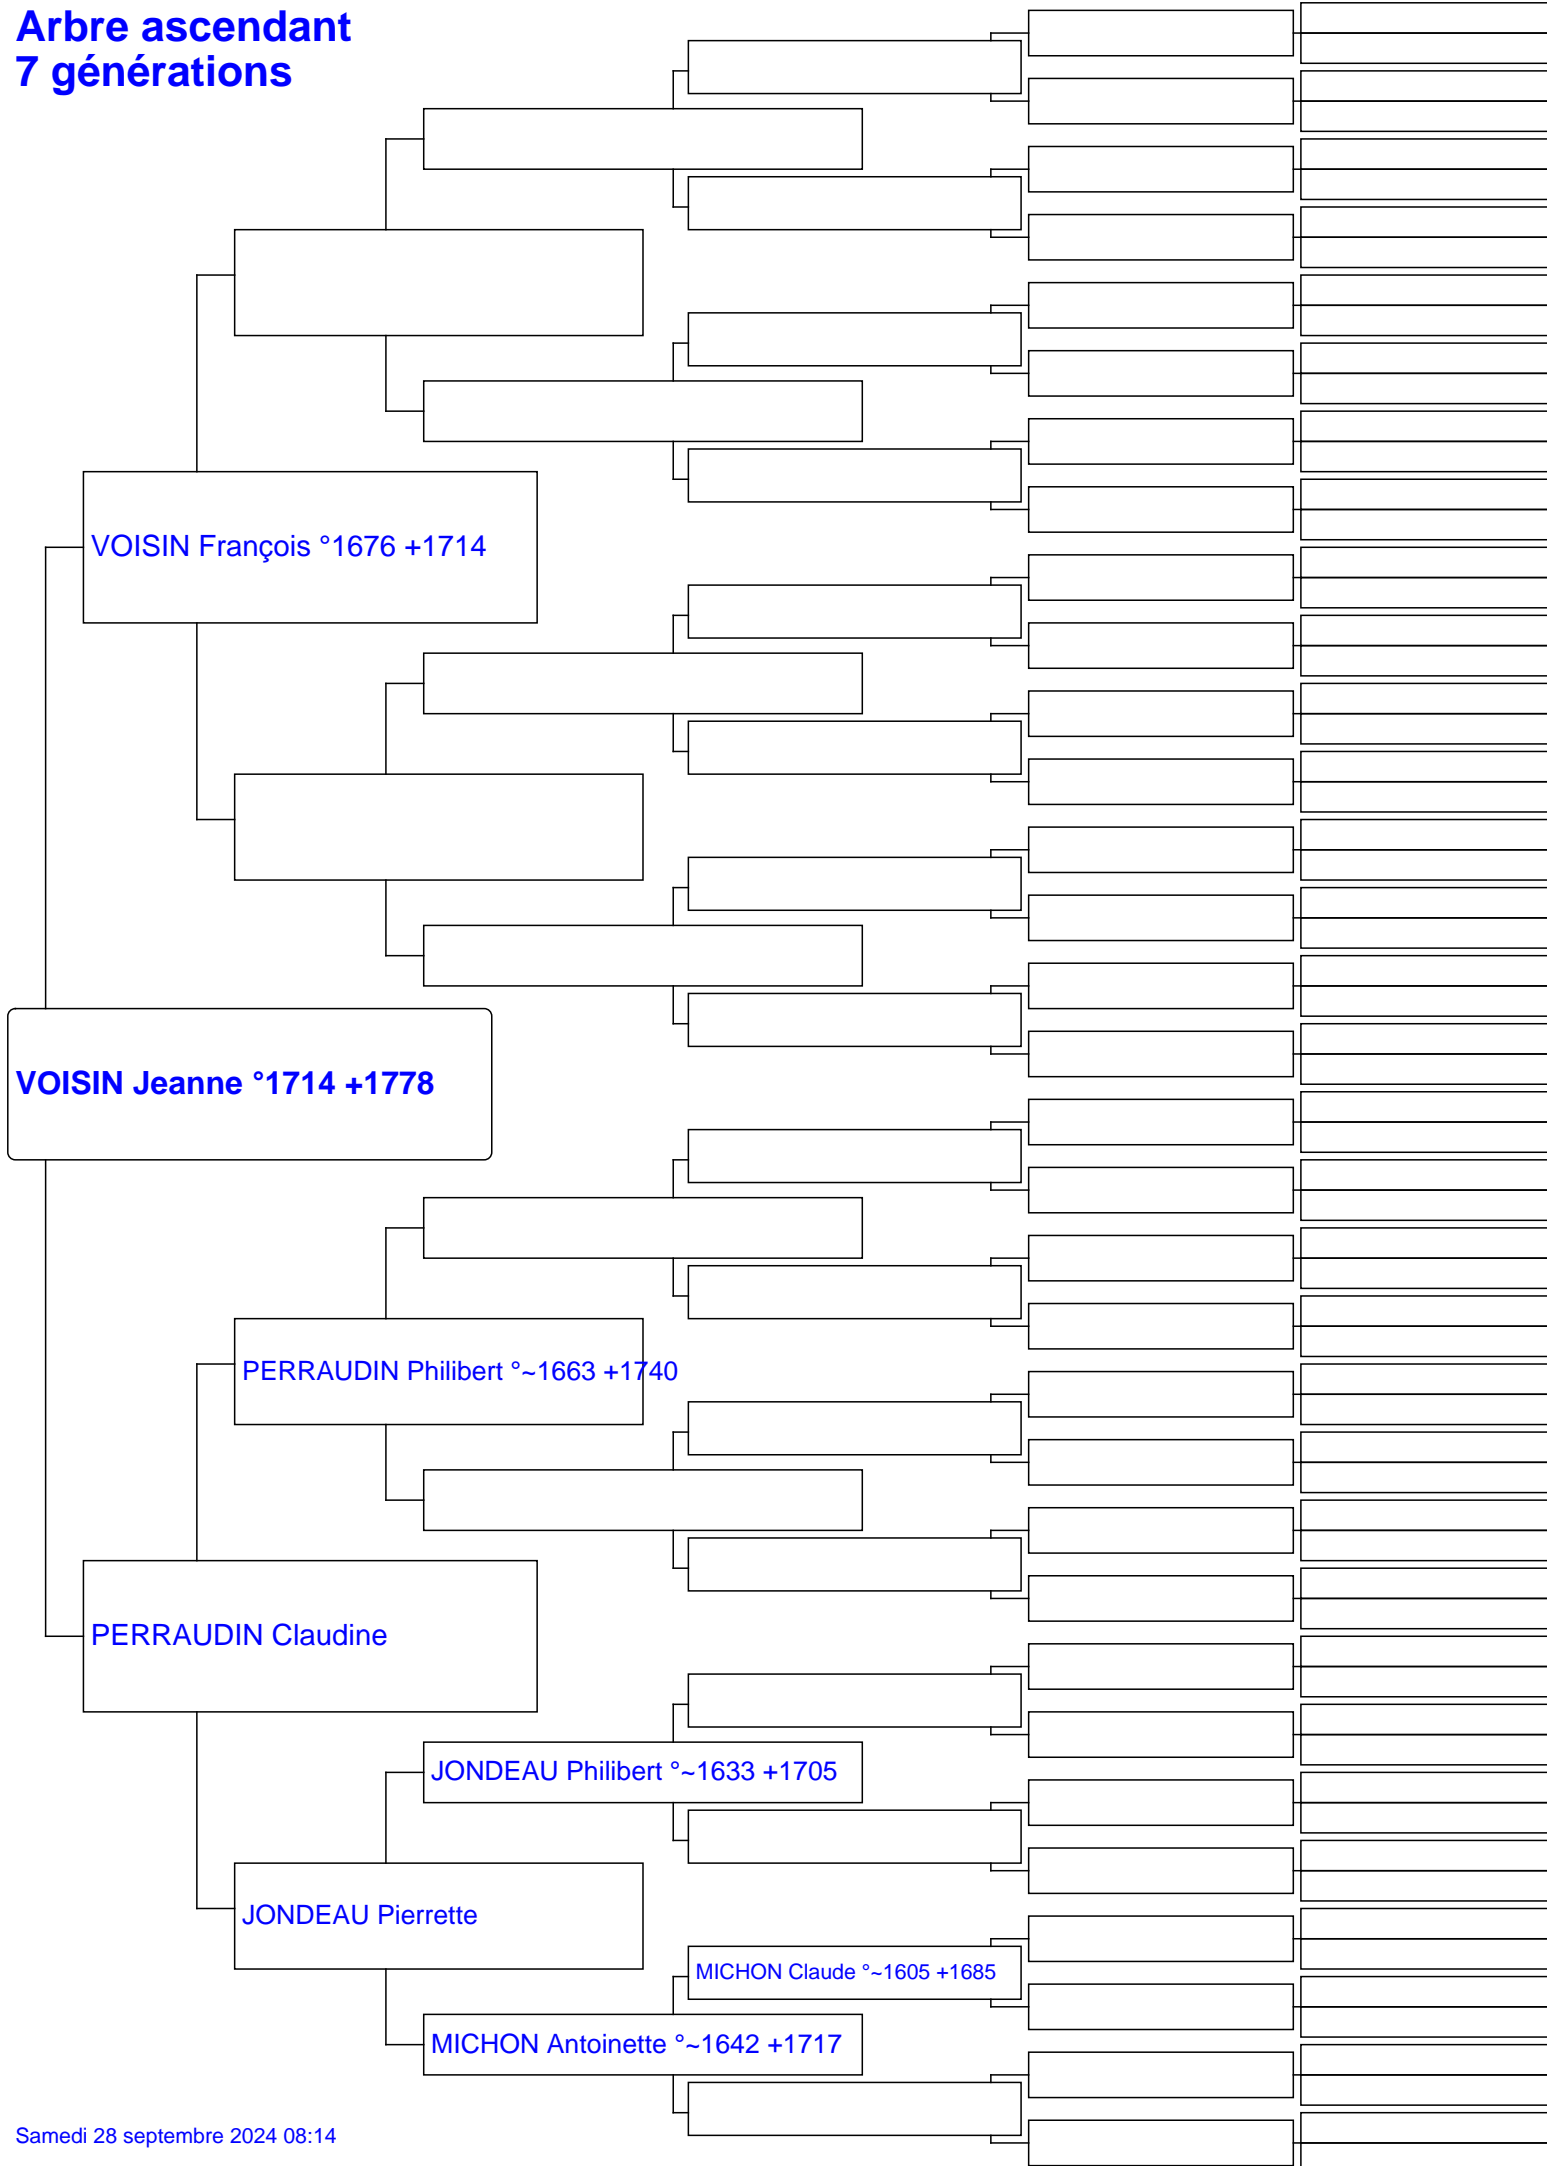 Arbre ascendant
7 générations
VOISIN François °1676 +1714
VOISIN Jeanne °1714 +1778
PERRAUDIN Philibert °~1663 +1740
PERRAUDIN Claudine
JONDEAU Philibert °~1633 +1705
JONDEAU Pierrette
MICHON Claude °~1605 +1685
MICHON Antoinette °~1642 +1717
Samedi 28 septembre 2024 08:14